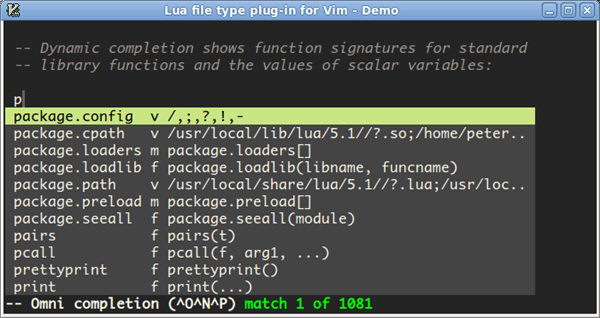 Lua file type plug-in for Vim - Demo
-- Dynamic completion shows function signatures for standard
-- library functions and the values of scalar variables:
p
package.config v /,;,?,!,-
package.cpath v /usr/local/lib/lua/5.1//?.so;/home/peter..
package.loaders m package.loaders[]
package.loadlib f package.loadlib(libname, funcname)
package.path v /usr/local/share/lua/5.1//?.lua;/usr/loc..
package.preload m package.preload[]
package.seeall f package.seeall(module)
pairs f pairs(t)
pcall f pcall(f, arg1, ...)
prettyprint f prettyprint()
print f print(...)
-- Omni completion (^O^N^P) match 1 of 1081